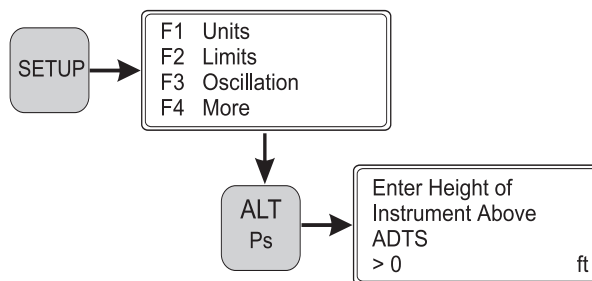 SETUP
F1 Units
F2 Limits
F3 Oscillation
F4 More
ALT
Ps
Enter Height of
Instrument Above
ADTS
> 0 ft